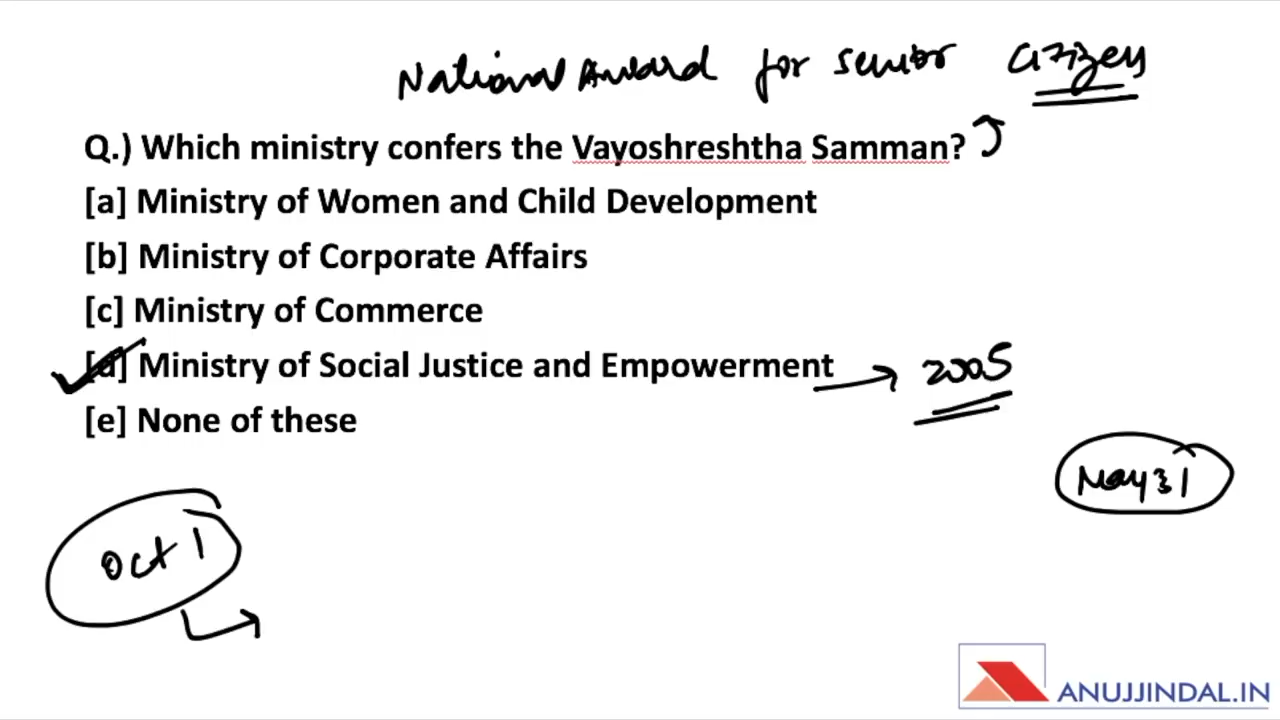 National Award for senior citizens
Q.) Which ministry confers the Vayoshreshtha Samman?
[a] Ministry of Women and Child Development
[b] Ministry of Corporate Affairs
[c] Ministry of Commerce
[d] Ministry of Social Justice and Empowerment → 2005
[e] None of these
May 31
Oct 1
ANUJJINDAL.IN